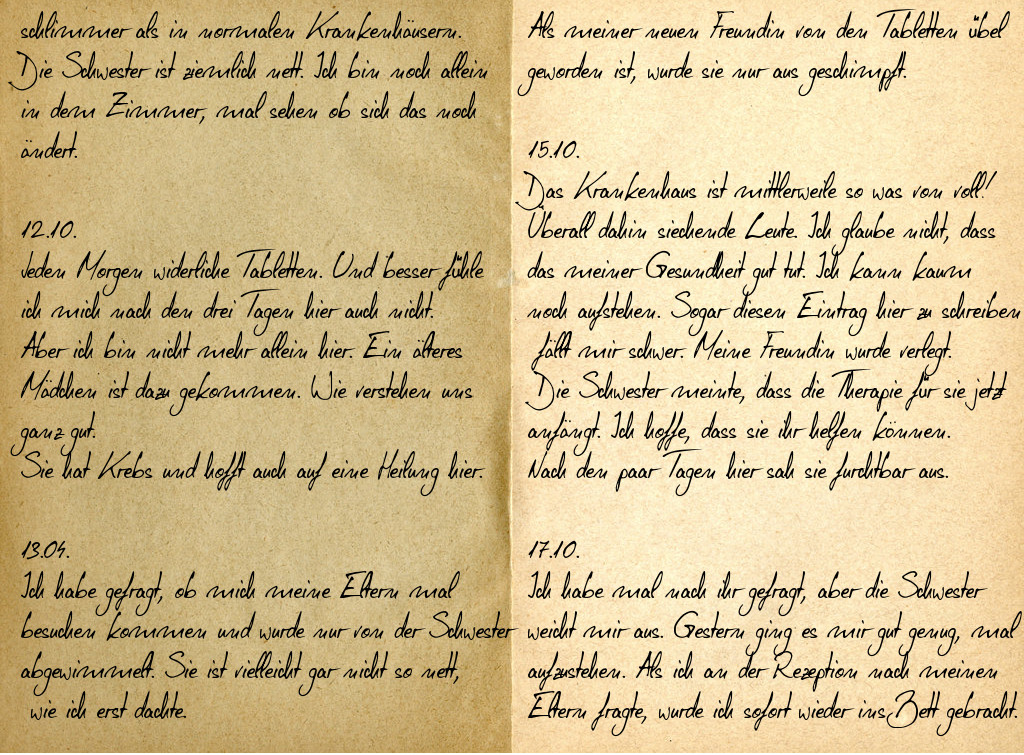 schlimmer als in normalen Krankenhäusern.
Die Schwester ist ziemlich nett. Ich bin noch allein
in dem Zimmer, mal sehen ob sich das noch
ändert.
12.10.
Jeden Morgen widerliche Tabletten. Und besser fühle
ich mich nach den drei Tagen hier auch nicht.
Aber ich bin nicht mehr allein hier. Ein älteres
Mädchen ist dazu gekommen. Wie verstehen uns
ganz gut.
Sie hat Krebs und hofft auch auf eine Heilung hier.
13.04.
Ich habe gefragt, ob mich meine Eltern mal
besuchen kommen und wurde nur von der Schwester
abgewimmelt. Sie ist vielleicht gar nicht so nett,
wie ich erst dachte.
Als meiner neuen Freundin von den Tabletten übel
geworden ist, wurde sie nur aus geschimpft.
15.10.
Das Krankenhaus ist mittlerweile so was von voll!
Überall dahin siechende Leute. Ich glaube nicht, dass
das meiner Gesundheit gut tut. Ich kann kaum
noch aufstehen. Sogar diesen Eintrag hier zu schreiben
fällt mir schwer. Meine Freundin wurde verlegt.
Die Schwester meinte, dass die Therapie für sie jetzt
anfängt. Ich hoffe, dass sie ihr helfen können.
Nach den paar Tagen hier sah sie furchtbar aus.
17.10.
Ich habe mal nach ihr gefragt, aber die Schwester
weicht mir aus. Gestern ging es mir gut genug, mal
aufzustehen. Als ich an der Rezeption nach meinen
Eltern fragte, wurde ich sofort wieder ins Bett gebracht.